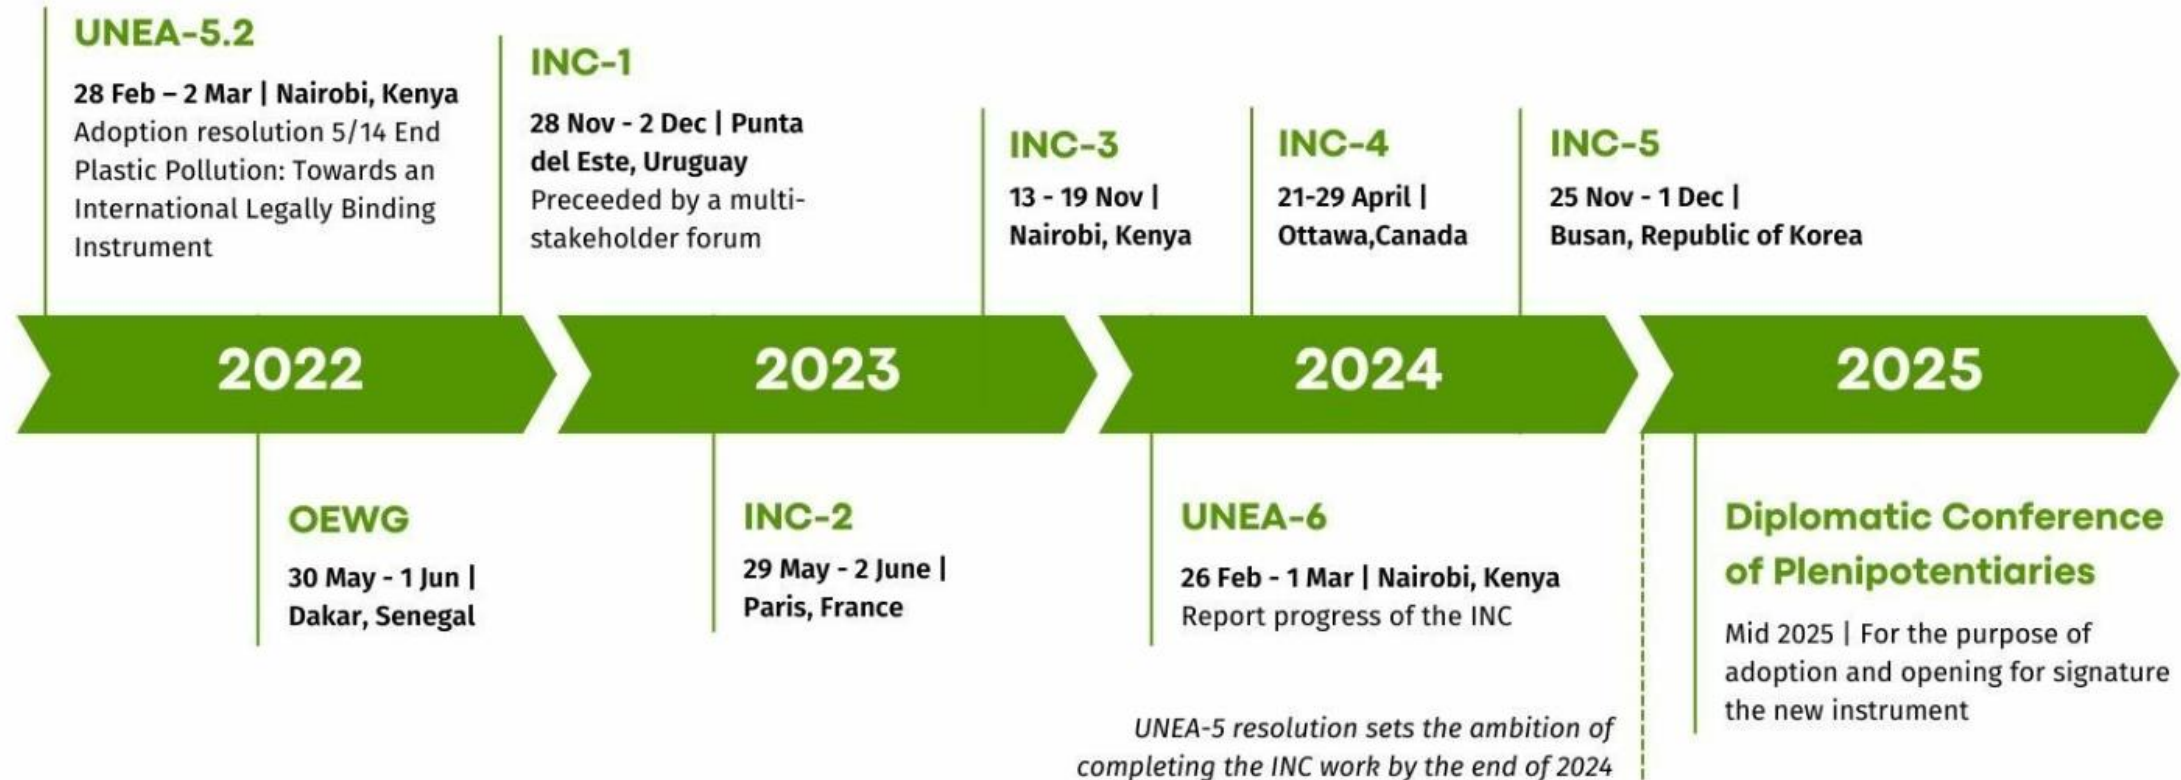 UNEA-5.2
28 Feb – 2 Mar | Nairobi, Kenya
Adoption resolution 5/14 End
Plastic Pollution: Towards an
International Legally Binding
Instrument
INC-1
28 Nov - 2 Dec | Punta
del Este, Uruguay
Preceeded by a multi-
stakeholder forum
INC-3
13 - 19 Nov |
Nairobi, Kenya
INC-4
21-29 April |
Ottawa,Canada
INC-5
25 Nov - 1 Dec |
Busan, Republic of Korea
2022
2023
2024
2025
OEWG
30 May - 1 Jun |
Dakar, Senegal
INC-2
29 May - 2 June |
Paris, France
UNEA-6
26 Feb - 1 Mar | Nairobi, Kenya
Report progress of the INC
Diplomatic Conference
of Plenipotentiaries
Mid 2025 | For the purpose of
adoption and opening for signature
the new instrument
UNEA-5 resolution sets the ambition of
completing the INC work by the end of 2024